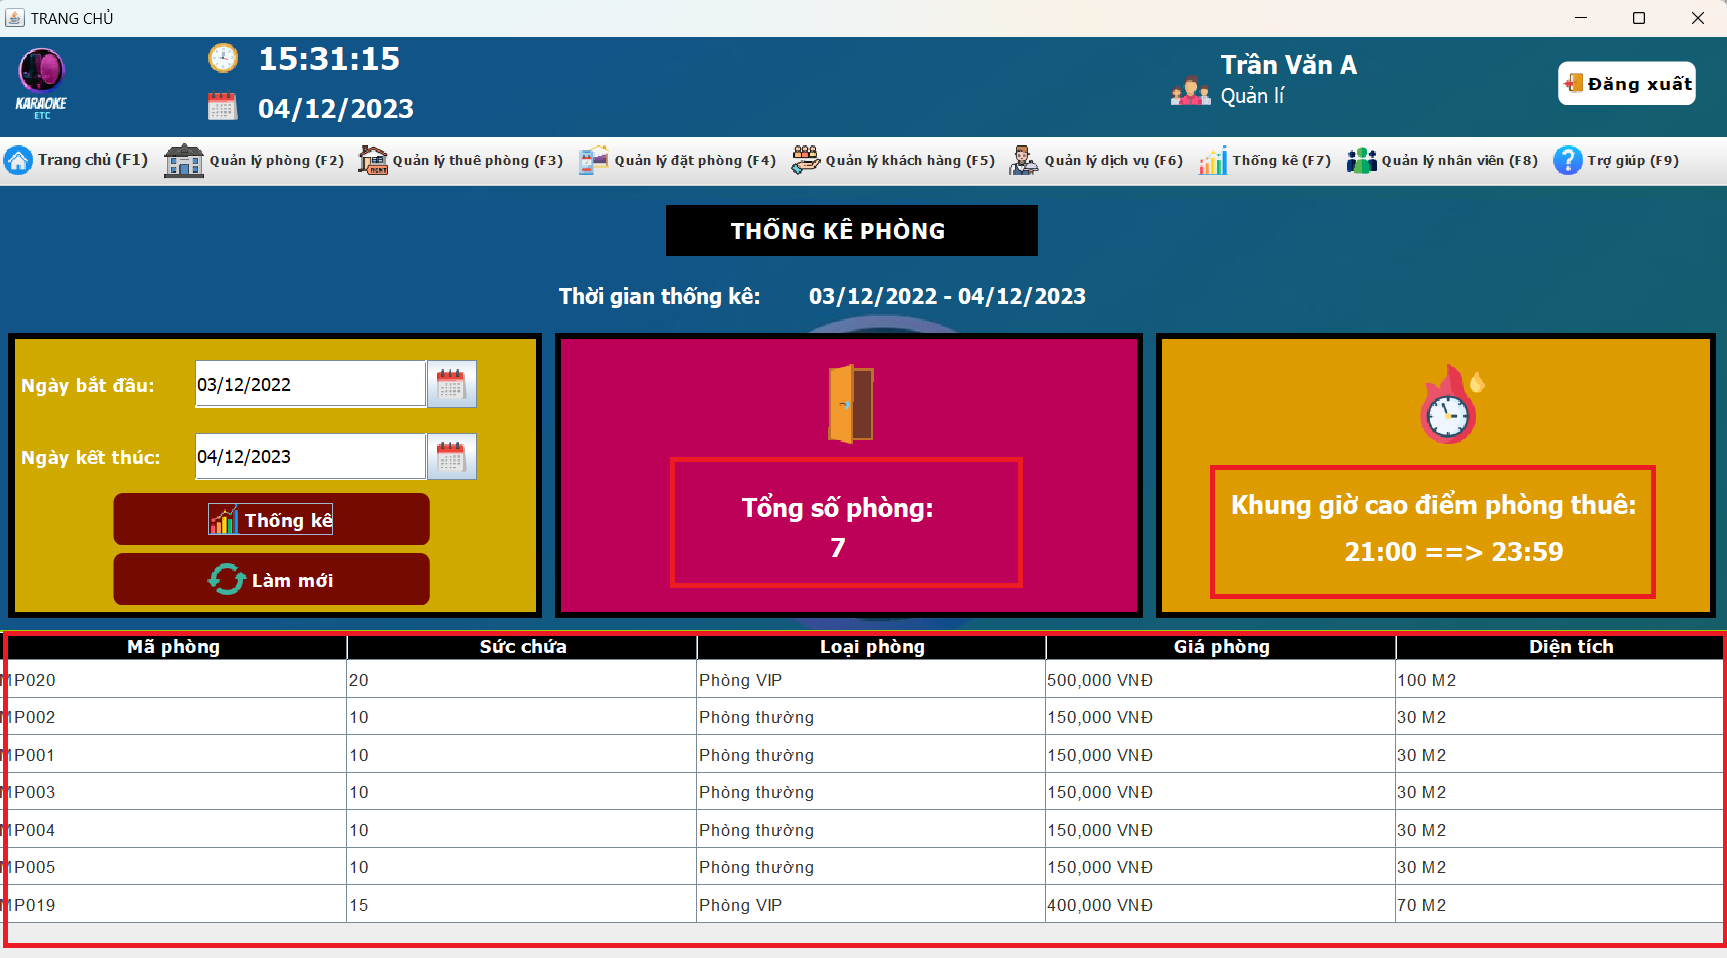 TRANG CHỦ
KARAOKE
ETC
15:31:15
04/12/2023
Trần Văn A
Quản lí
Đăng xuất
Trang chủ (F1) Quản lý phòng (F2) Quản lý thuê phòng (F3) Quản lý đặt phòng (F4) Quản lý khách hàng (F5) Quản lý dịch vụ (F6) Thống kê (F7) Quản lý nhân viên (F8) Trợ giúp (F9)
THỐNG KÊ PHÒNG
Thời gian thống kê: 03/12/2022 - 04/12/2023
Ngày bắt đầu: 03/12/2022
Ngày kết thúc: 04/12/2023
Thống kê
Làm mới
Tổng số phòng:
7
Khung giờ cao điểm phòng thuê:
21:00 ==> 23:59
Mã phòng Sức chứa Loại phòng Giá phòng Diện tích
MP020 20 Phòng VIP 500,000 VNĐ 100 M2
MP002 10 Phòng thường 150,000 VNĐ 30 M2
MP001 10 Phòng thường 150,000 VNĐ 30 M2
MP003 10 Phòng thường 150,000 VNĐ 30 M2
MP004 10 Phòng thường 150,000 VNĐ 30 M2
MP005 10 Phòng thường 150,000 VNĐ 30 M2
MP019 15 Phòng VIP 400,000 VNĐ 70 M2